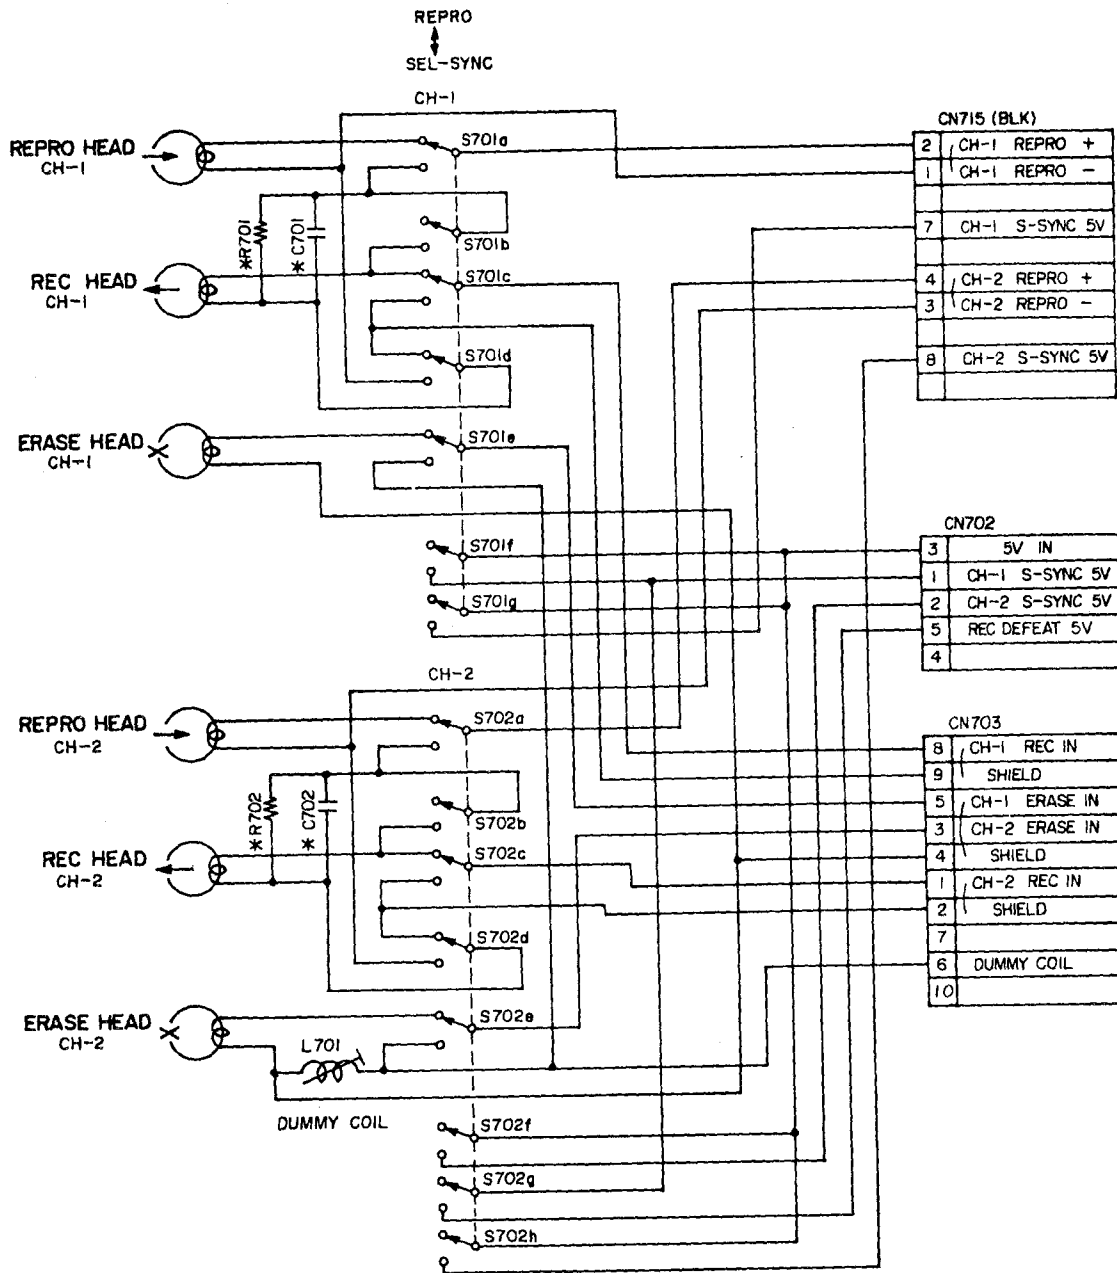 REPRO
SEL-SYNC
CH-1
REPRO HEAD
CH-1
S701a
*R701
*C701
S701b
REC HEAD
CH-1
S701c
S701d
ERASE HEAD
CH-1
S701e
S701f
S701g
CN715 (BLK)
2 CH-1 REPRO +
1 CH-1 REPRO -
7 CH-1 S-SYNC 5V
4 CH-2 REPRO +
3 CH-2 REPRO -
8 CH-2 S-SYNC 5V
CN702
3 5V IN
1 CH-1 S-SYNC 5V
2 CH-2 S-SYNC 5V
5 REC DEFEAT 5V
4
CH-2
REPRO HEAD
CH-2
S702a
*R702
*C702
S702b
REC HEAD
CH-2
S702c
S702d
ERASE HEAD
CH-2
S702e
L701
DUMMY COIL
S702f
S702g
S702h
CN703
8 CH-1 REC IN
9 SHIELD
5 CH-1 ERASE IN
3 CH-2 ERASE IN
4 SHIELD
1 CH-2 REC IN
2 SHIELD
7
6 DUMMY COIL
10